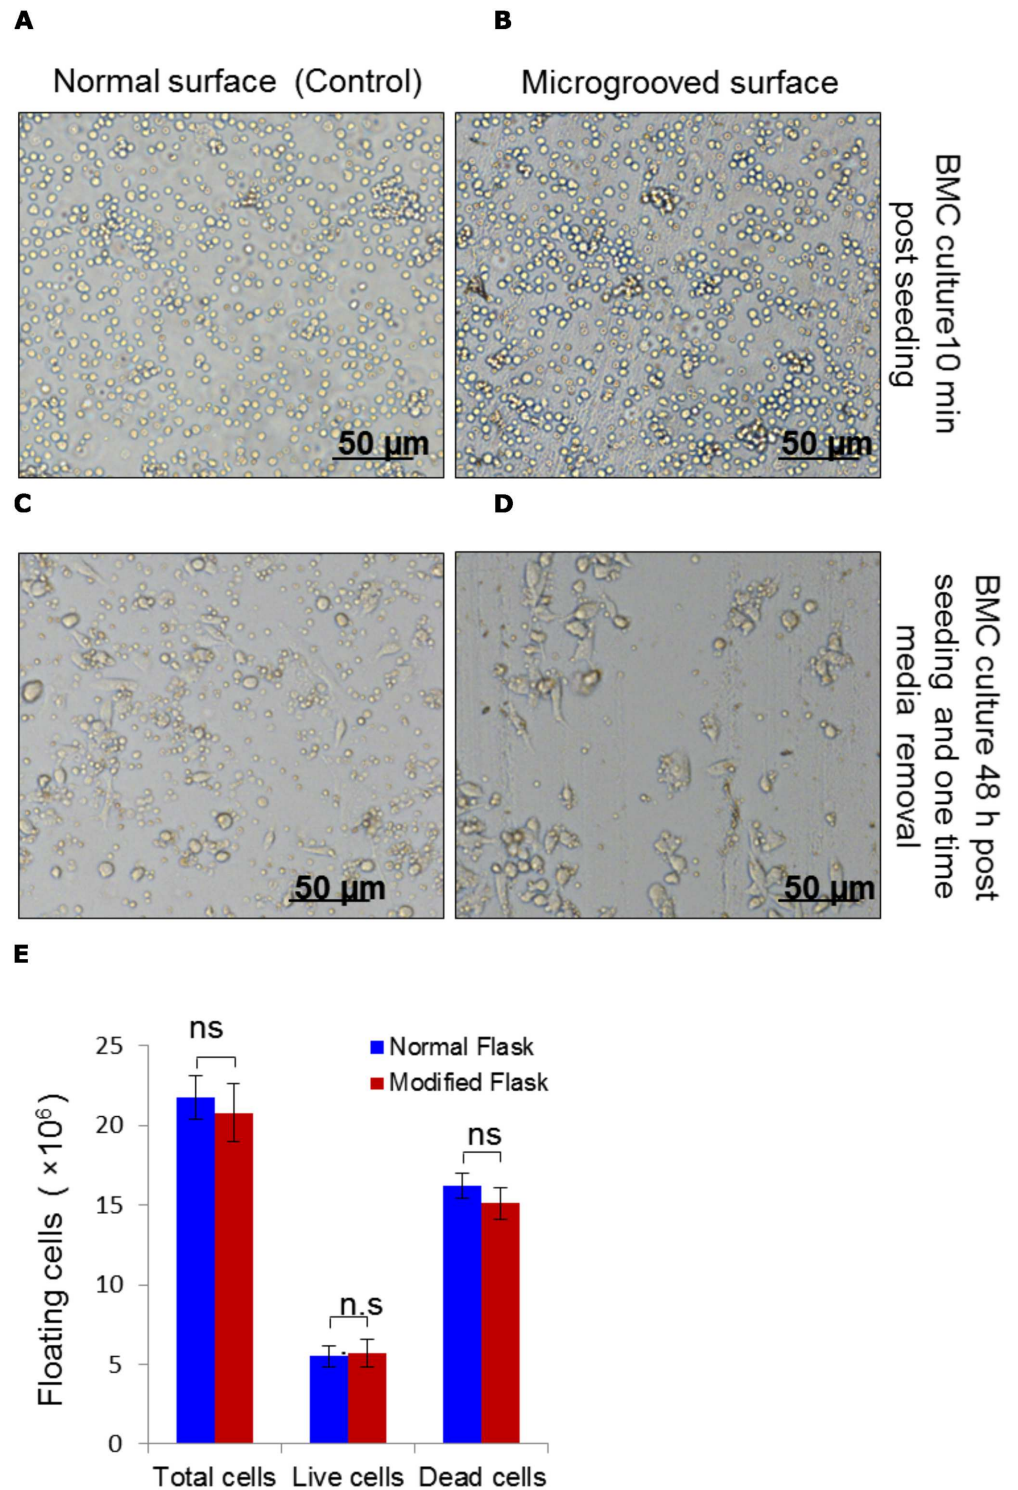 A
B
Normal surface (Control)
Microgrooved surface
BMC culture10 min
post seeding
50 µm
50 µm
C
D
BMC culture 48 h post
seeding and one time
media removal
50 µm
50 µm
E
Floating cells ( ×10⁶)
25
20
15
10
5
0
ns
n.s
ns
Normal Flask
Modified Flask
Total cells
Live cells
Dead cells